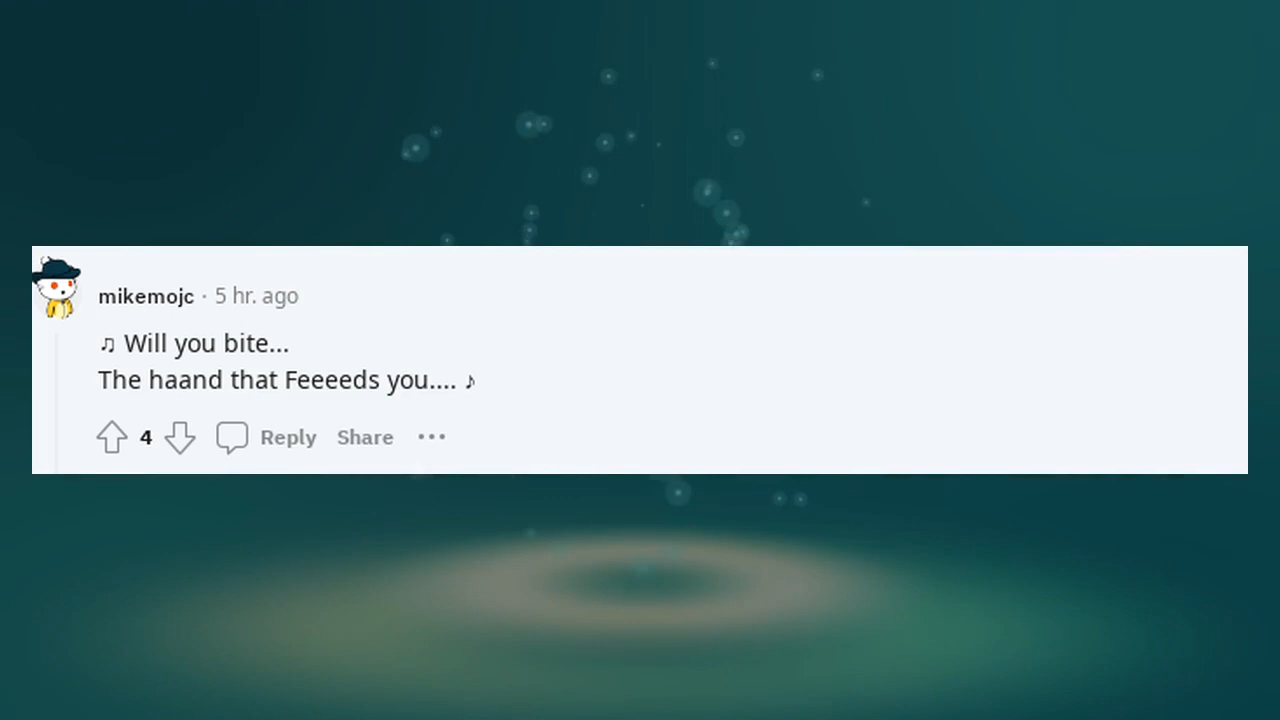 mikemojc · 5 hr. ago
♫ Will you bite...
The haand that Feeeeds you.... ♪
4 Reply Share ···